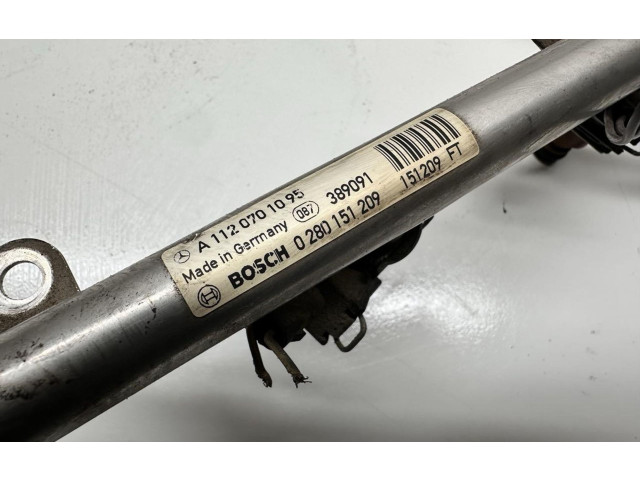 A 112 070 10 95
Made in Germany 087 389091
BOSCH 0 280 151 209
151209 FT